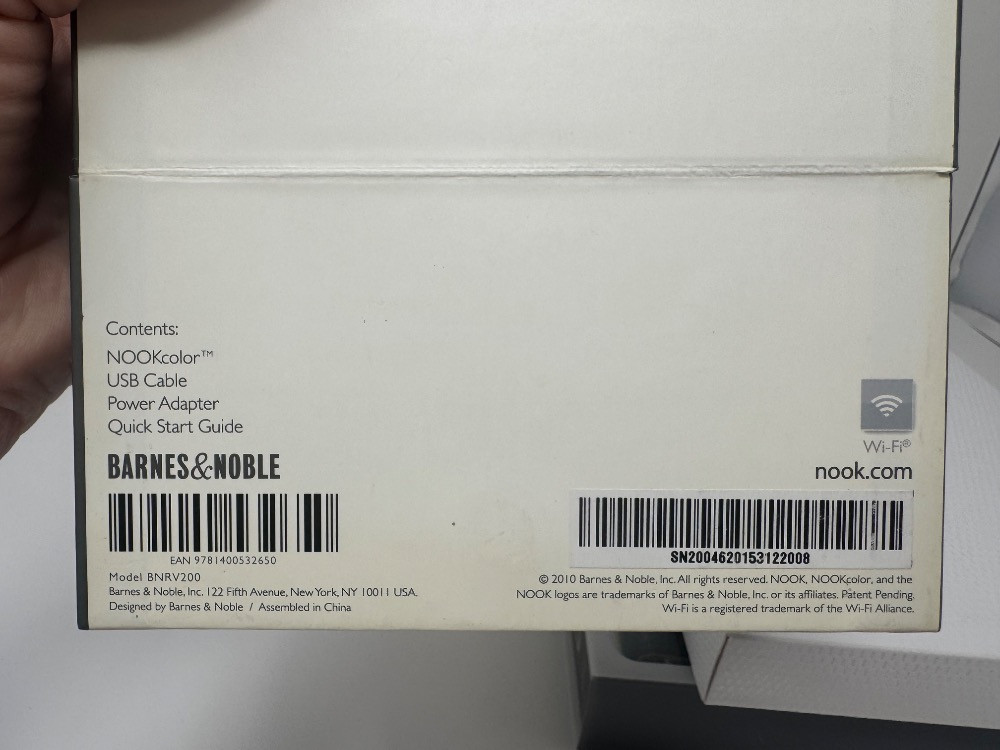 Contents:
NOOKcolor™
USB Cable
Power Adapter
Quick Start Guide
BARNES&NOBLE
EAN 9781400532650
Model BNRV200
Barnes & Noble, Inc. 122 Fifth Avenue, New York, NY 10011 USA.
Designed by Barnes & Noble / Assembled in China
Wi-Fi®
nook.com
SN2004620153122008
© 2010 Barnes & Noble, Inc. All rights reserved. NOOK, NOOKcolor, and the
NOOK logos are trademarks of Barnes & Noble, Inc. or its affiliates. Patent Pending.
Wi-Fi is a registered trademark of the Wi-Fi Alliance.